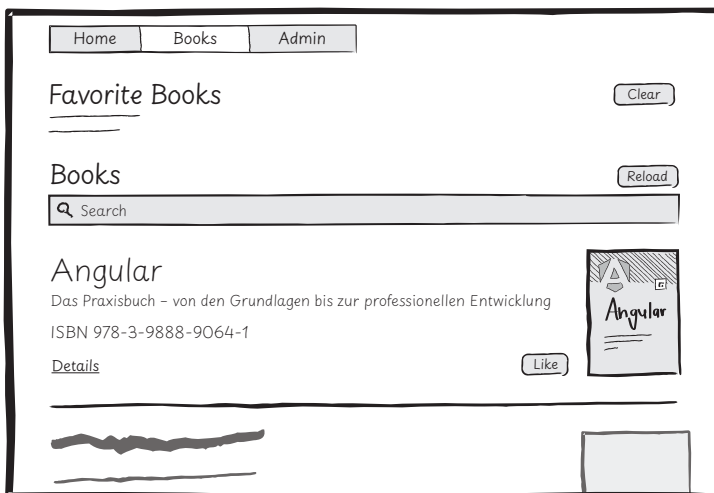 Home Books Admin
Favorite Books
Clear
Books
Reload
Search
Angular
Das Praxisbuch – von den Grundlagen bis zur professionellen Entwicklung
ISBN 978-3-9888-9064-1
Details
Like
A
Angular